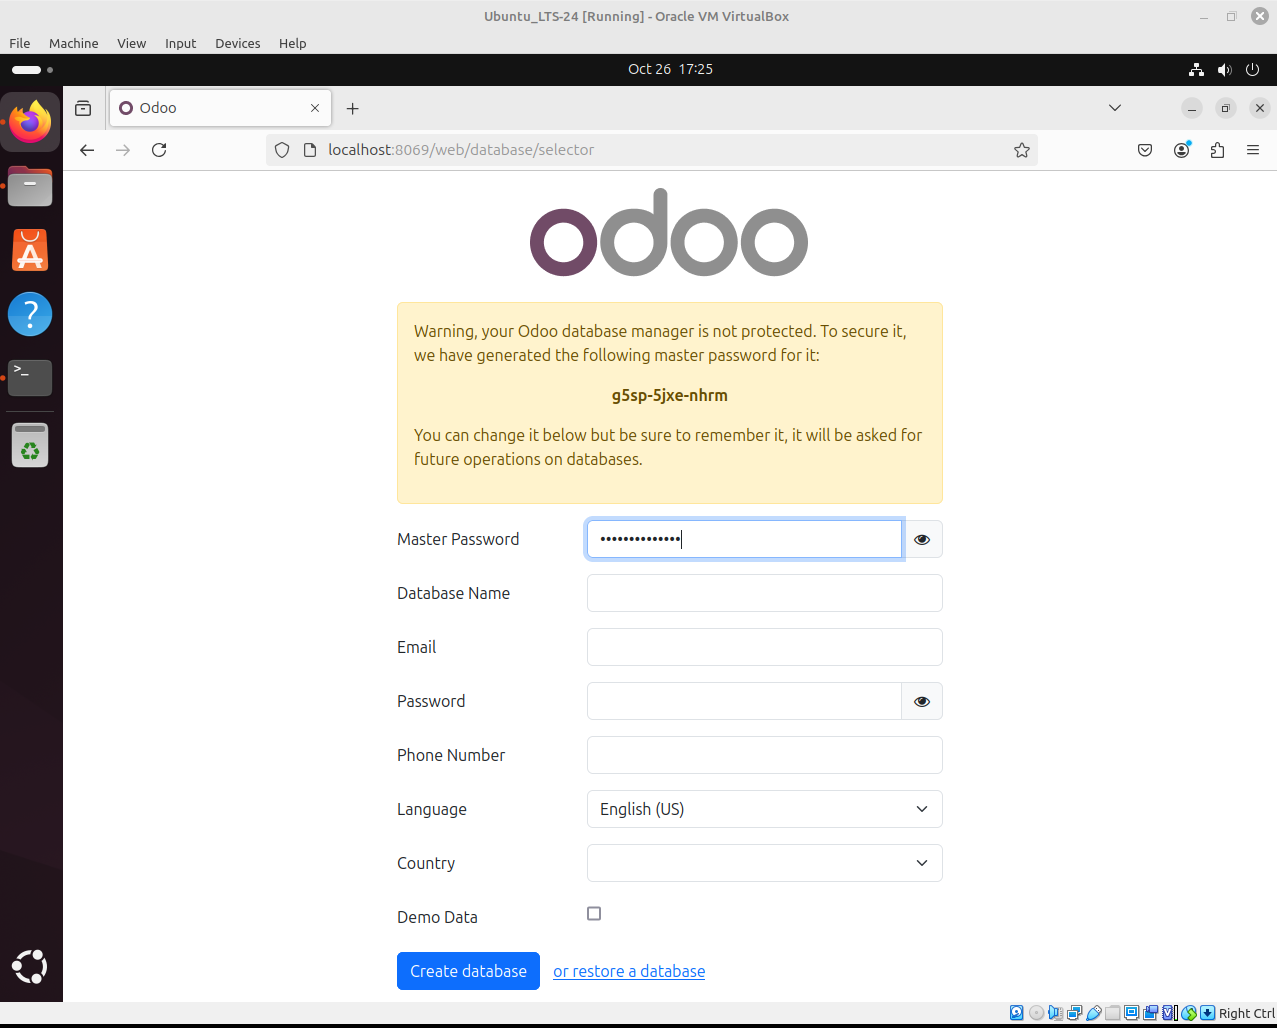 Ubuntu_LTS-24 [Running] - Oracle VM VirtualBox
File Machine View Input Devices Help
Oct 26 17:25
Odoo
localhost:8069/web/database/selector
odoo
Warning, your Odoo database manager is not protected. To secure it,
we have generated the following master password for it:
g5sp-5jxe-nhrm
You can change it below but be sure to remember it, it will be asked for
future operations on databases.
Master Password ••••••••••••••
Database Name
Email
Password
Phone Number
Language English (US)
Country
Demo Data
Create database or restore a database
Right Ctrl